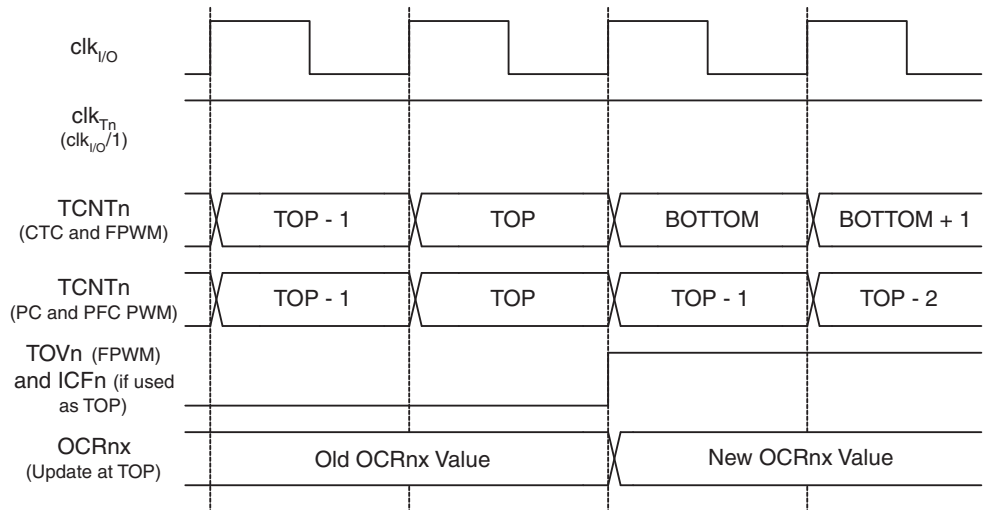 clkI/O
clkTn
(clkI/O/1)
TCNTn
(CTC and FPWM)
TOP - 1
TOP
BOTTOM
BOTTOM + 1
TCNTn
(PC and PFC PWM)
TOP - 1
TOP
TOP - 1
TOP - 2
TOVn (FPWM)
and ICFn (if used
as TOP)
OCRnx
(Update at TOP)
Old OCRnx Value
New OCRnx Value